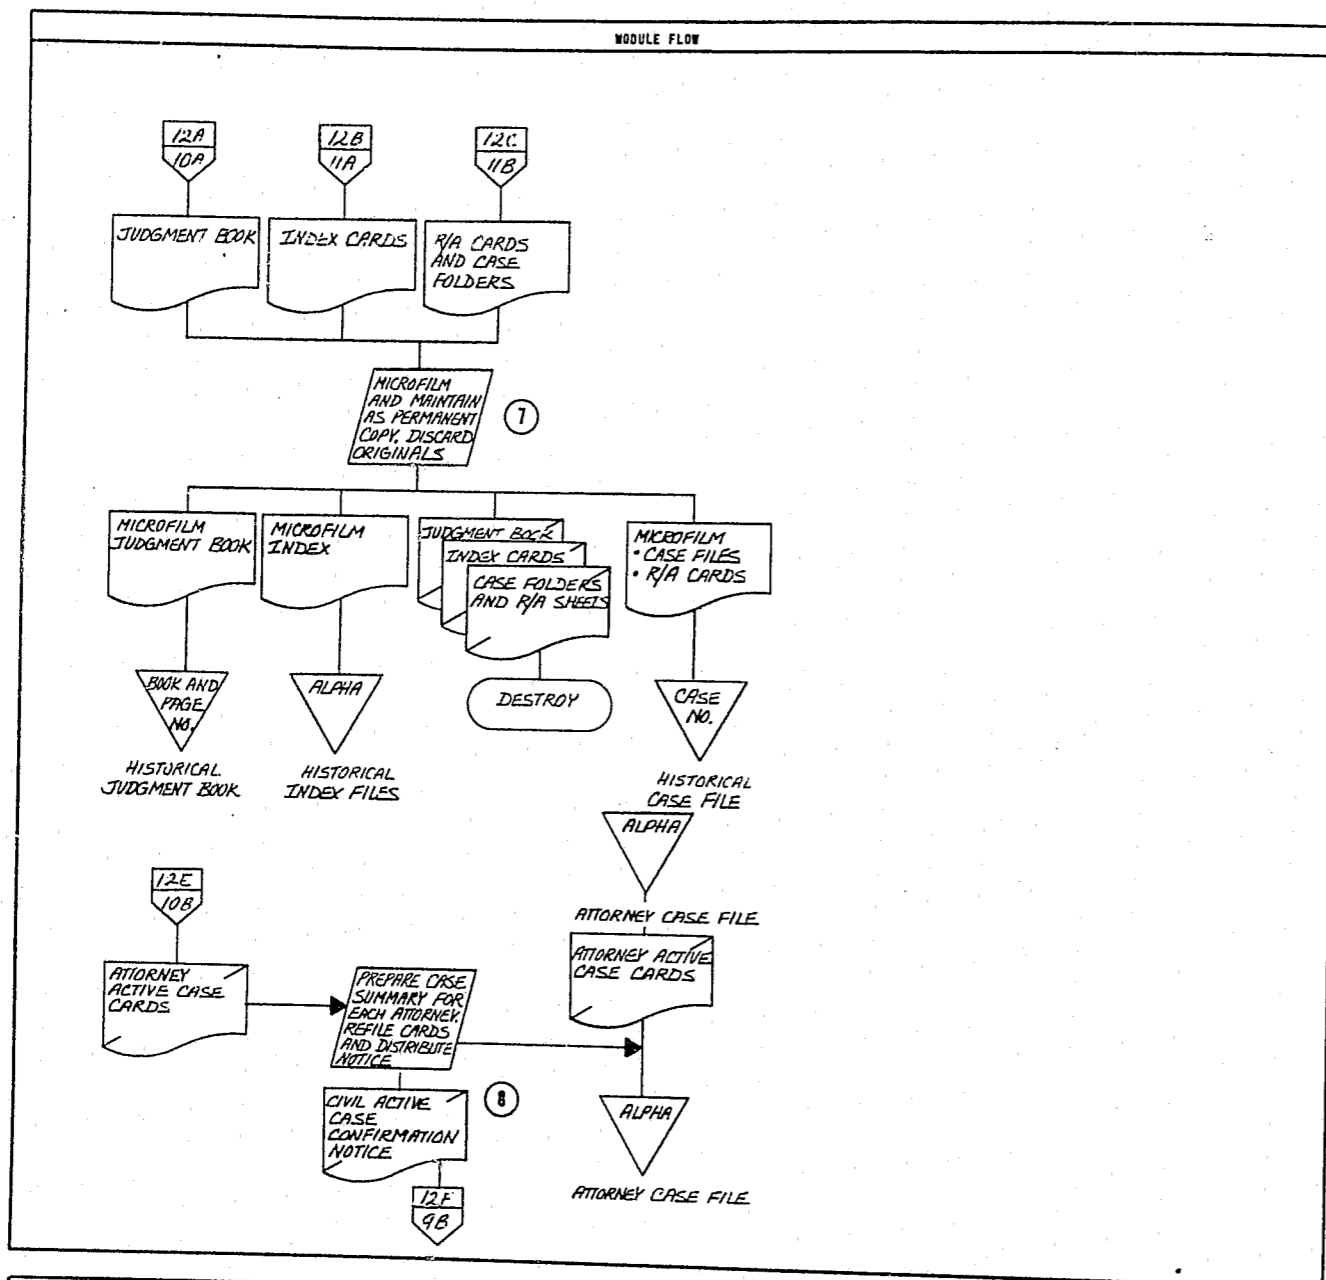 MODULE FLOW
12A
10A
12B
11A
12C
11B
JUDGMENT BOOK
INDEX CARDS
R/A CARDS
AND CASE
FOLDERS
MICROFILM
AND MAINTAIN
AS PERMANENT
COPY. DISCARD
ORIGINALS
7
MICROFILM
JUDGMENT BOOK
MICROFILM
INDEX
JUDGMENT BOOK
INDEX CARDS
CASE FOLDERS
AND R/A SHEETS
MICROFILM
• CASE FILES
• R/A CARDS
BOOK AND
PAGE
NO.
ALPHA
DESTROY
CASE
NO.
HISTORICAL
JUDGMENT BOOK
HISTORICAL
INDEX FILES
HISTORICAL
CASE FILE
ALPHA
ATTORNEY CASE FILE
12E
10B
ATTORNEY
ACTIVE CASE
CARDS
PREPARE CASE
SUMMARY FOR
EACH ATTORNEY.
REFILE CARDS
AND DISTRIBUTE
NOTICE
ATTORNEY ACTIVE
CASE CARDS
8
CIVIL ACTIVE
CASE
CONFIRMATION
NOTICE
ALPHA
ATTORNEY CASE FILE
12F
9B